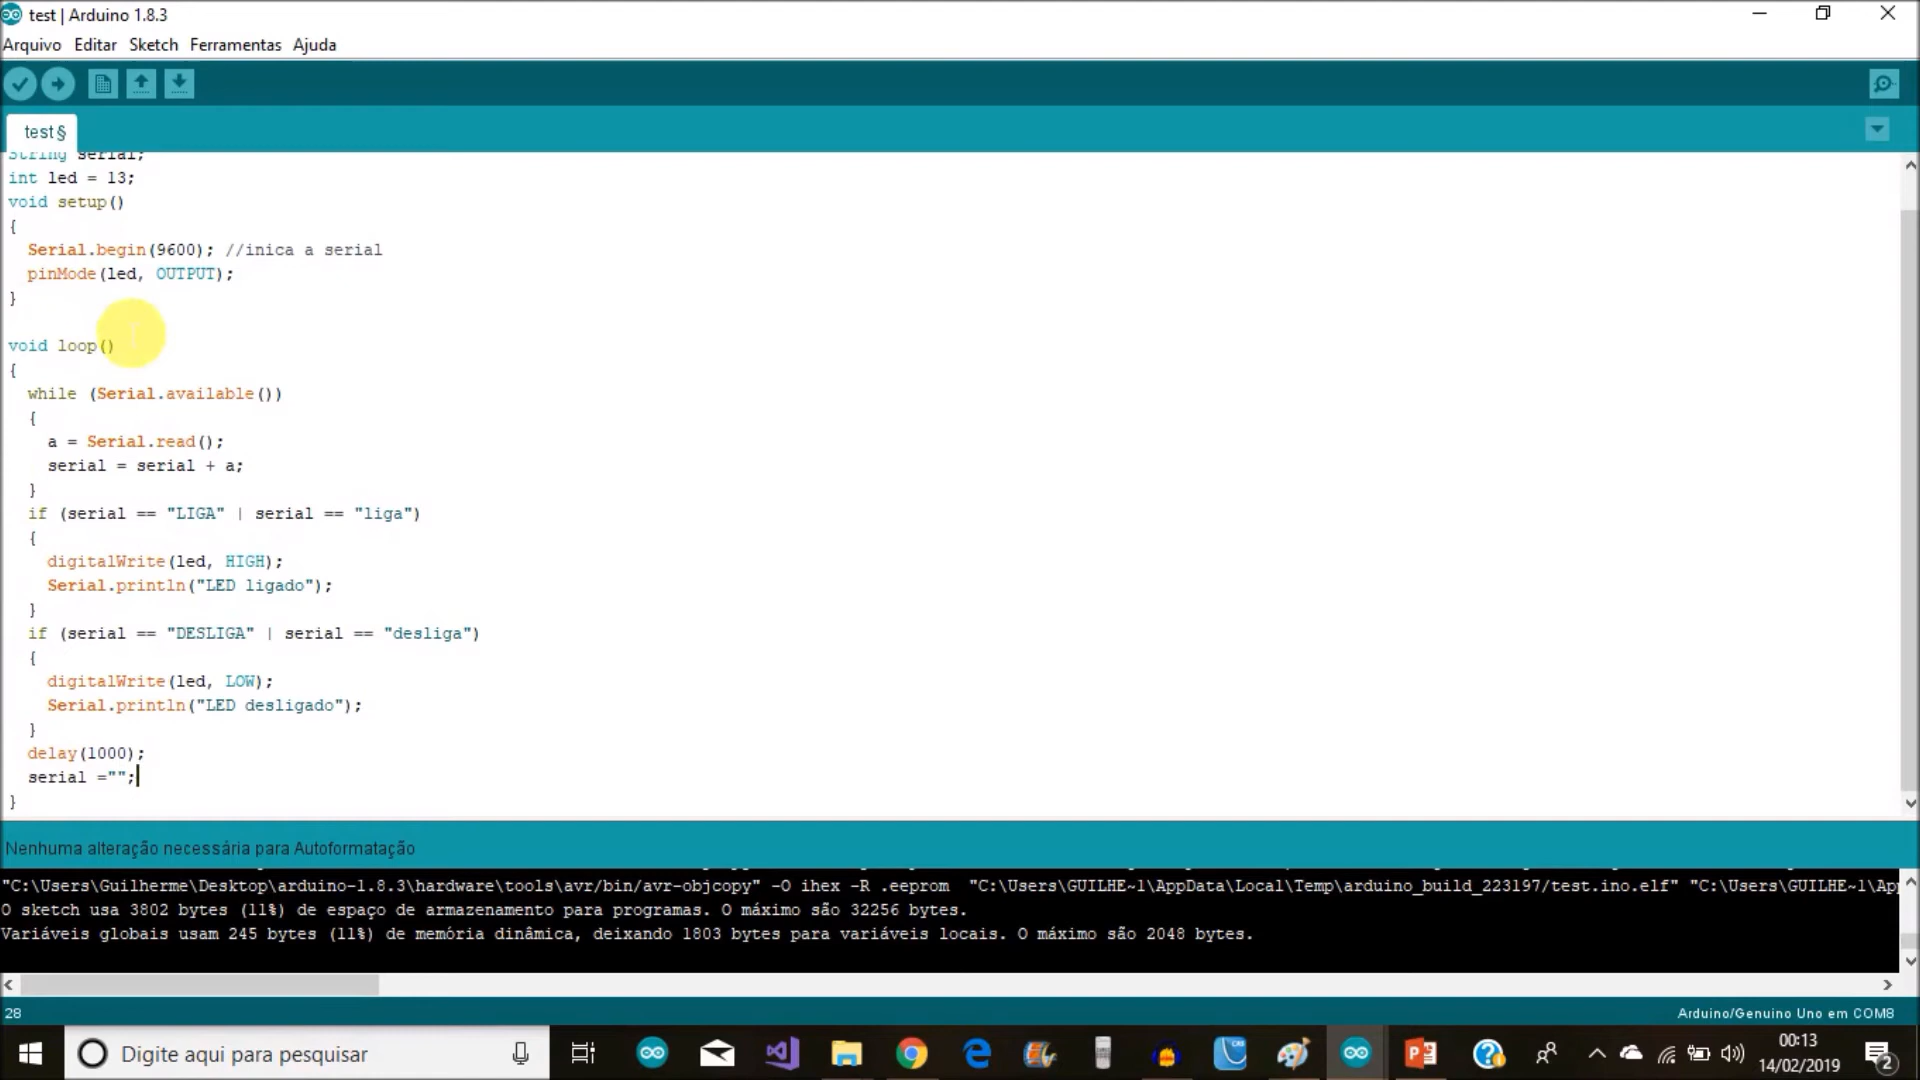 test | Arduino 1.8.3
Arquivo Editar Sketch Ferramentas Ajuda
test §
String serial;
int led = 13;
void setup()
{
  Serial.begin(9600); //inica a serial
  pinMode(led, OUTPUT);
}
void loop()
{
  while (Serial.available())
  {
    a = Serial.read();
    serial = serial + a;
  }
  if (serial == "LIGA" | serial == "liga")
  {
    digitalWrite(led, HIGH);
    Serial.println("LED ligado");
  }
  if (serial == "DESLIGA" | serial == "desliga")
  {
    digitalWrite(led, LOW);
    Serial.println("LED desligado");
  }
  delay(1000);
  serial ="";
}
Nenhuma alteração necessária para Autoformatação
"C:\Users\Guilherme\Desktop\arduino-1.8.3\hardware\tools\avr/bin/avr-objcopy" -O ihex -R .eeprom  "C:\Users\GUILHE~1\AppData\Local\Temp\arduino_build_223197/test.ino.elf" "C:\Users\GUILHE~1\Ap
O sketch usa 3802 bytes (11%) de espaço de armazenamento para programas. O máximo são 32256 bytes.
Variáveis globais usam 245 bytes (11%) de memória dinâmica, deixando 1803 bytes para variáveis locais. O máximo são 2048 bytes.
28
Arduino/Genuino Uno em COM8
Digite aqui para pesquisar
00:13
14/02/2019
2